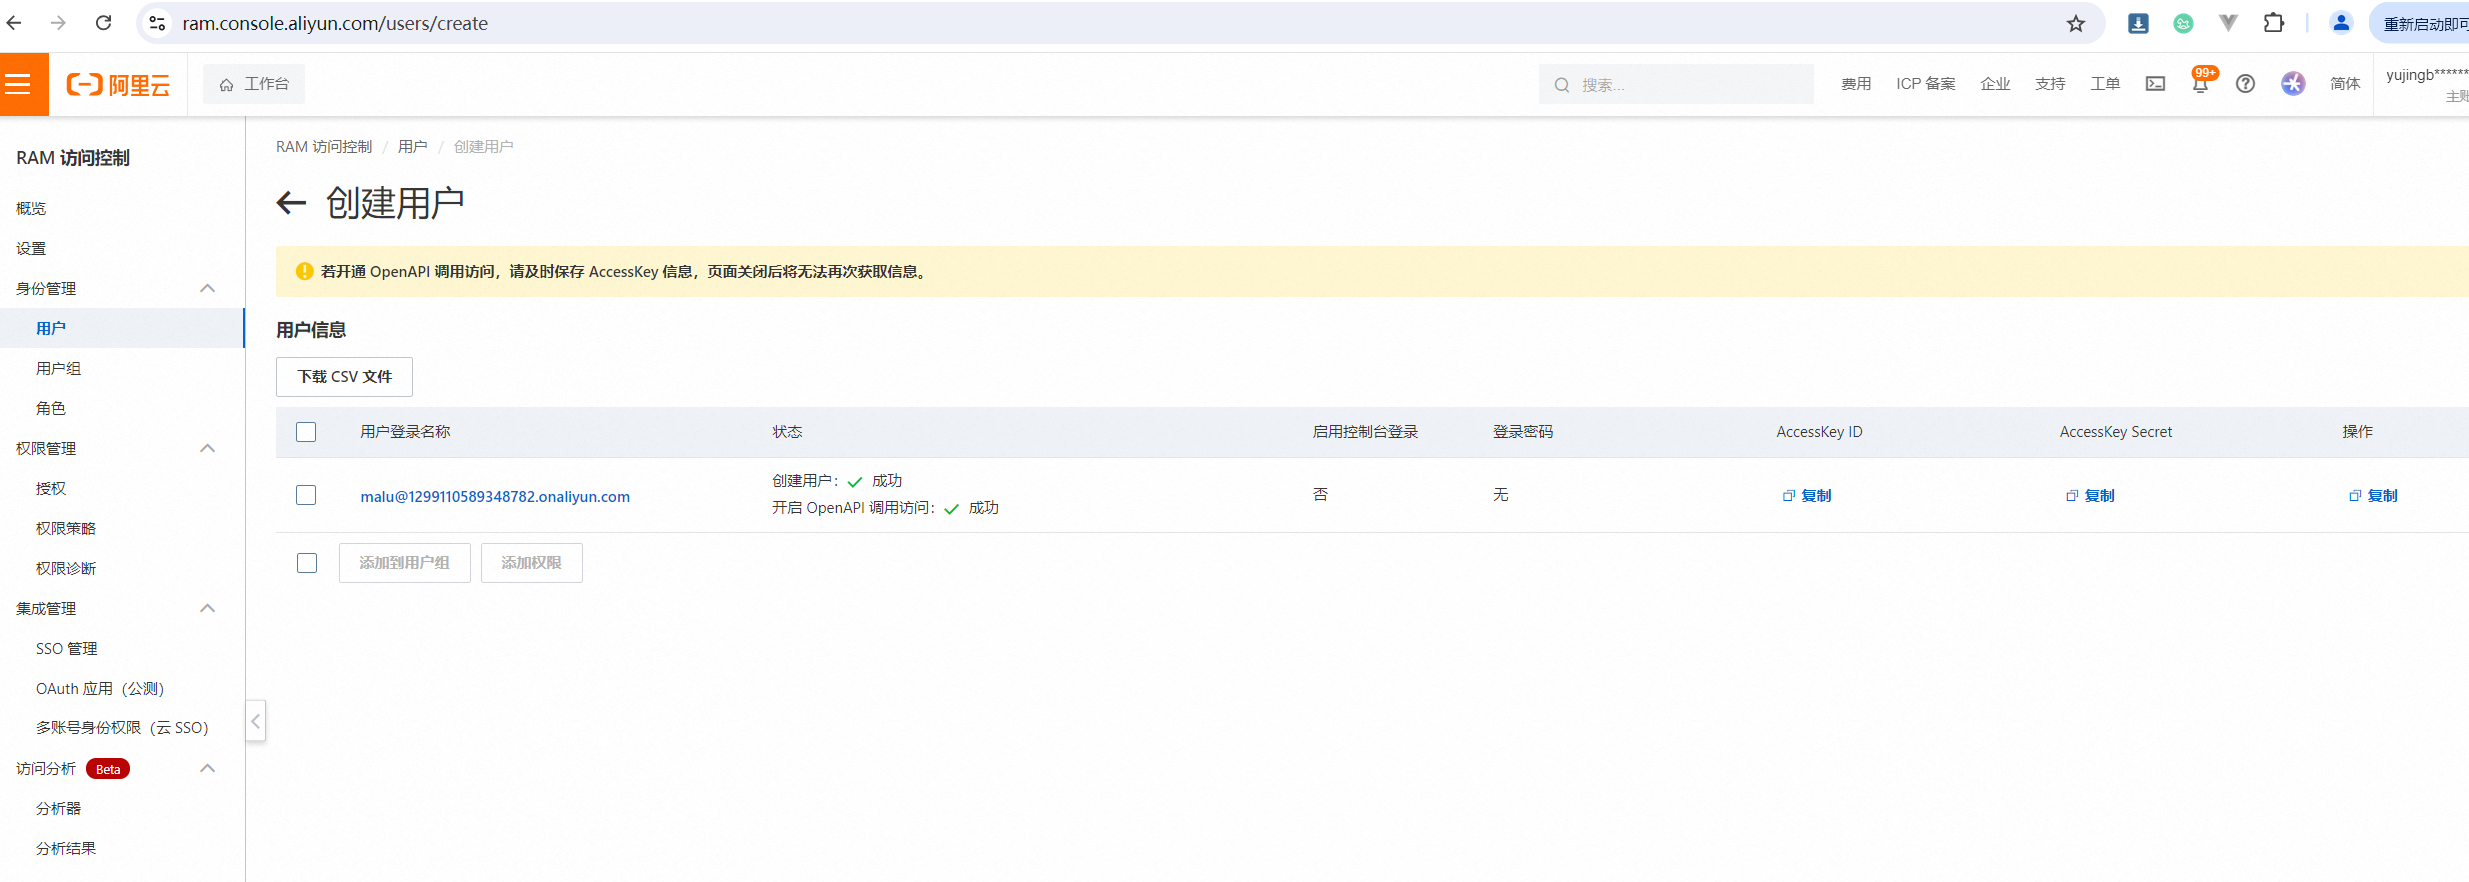 ram.console.aliyun.com/users/create
重新启动即可
阿里云
工作台
搜索...
费用
ICP 备案
企业
支持
工单
99+
简体
yujingb******
主账
RAM 访问控制
概览
设置
身份管理
用户
用户组
角色
权限管理
授权
权限策略
权限诊断
集成管理
SSO 管理
OAuth 应用（公测）
多账号身份权限（云 SSO）
访问分析 Beta
分析器
分析结果
RAM 访问控制 / 用户 / 创建用户
创建用户
若开通 OpenAPI 调用访问，请及时保存 AccessKey 信息，页面关闭后将无法再次获取信息。
用户信息
下载 CSV 文件
用户登录名称 状态 启用控制台登录 登录密码 AccessKey ID AccessKey Secret 操作
malu@1299110589348782.onaliyun.com
创建用户： 成功
开启 OpenAPI 调用访问： 成功
否
无
复制
复制
复制
添加到用户组
添加权限